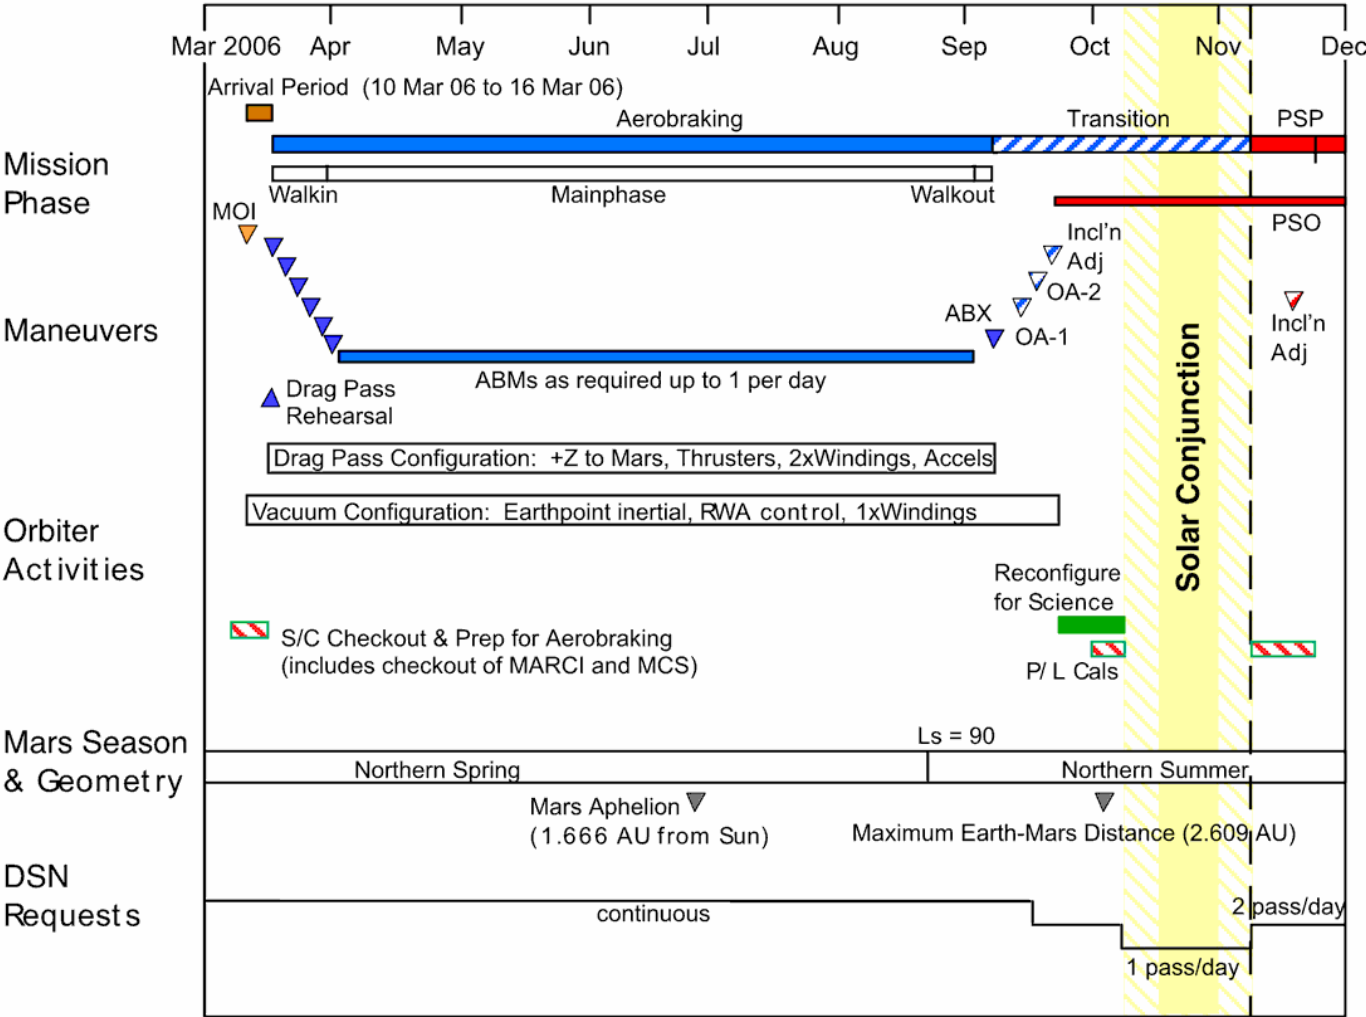 Mar 2006 Apr May Jun Jul Aug Sep Oct Nov Dec
Arrival Period (10 Mar 06 to 16 Mar 06)
Aerobraking Transition PSP
Mission
Phase
Walkin Mainphase Walkout
PSO
MOI
Incl'n
Adj
OA-2
ABX
OA-1
Incl'n
Adj
Maneuvers
ABMs as required up to 1 per day
Drag Pass
Rehearsal
Solar Conjunction
Drag Pass Configuration: +Z to Mars, Thrusters, 2xWindings, Accels
Vacuum Configuration: Earthpoint inertial, RWA control, 1xWindings
Orbiter
Activities
Reconfigure
for Science
S/C Checkout & Prep for Aerobraking
(includes checkout of MARCI and MCS)
P/ L Cals
Mars Season
& Geometry
Ls = 90
Northern Spring Northern Summer
Mars Aphelion
(1.666 AU from Sun)
Maximum Earth-Mars Distance (2.609 AU)
DSN
Requests
continuous
2 pass/day
1 pass/day